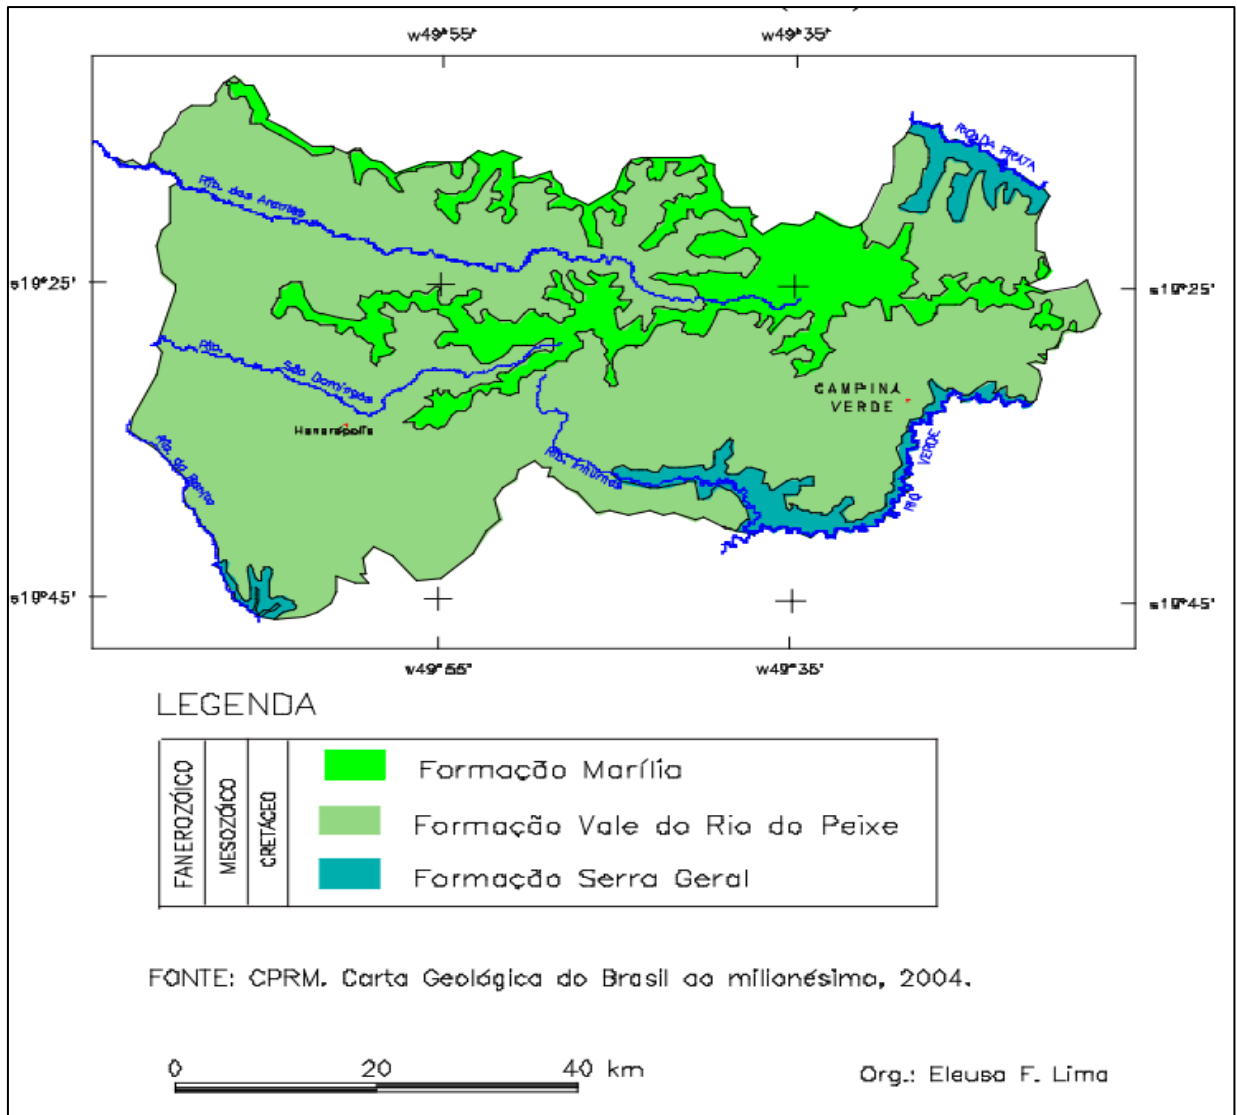 w49°55' w49°35'
RIO DA PRATA
Rib. dos Arantes
s19°25' s19°25'
Rib. São Domingos
CAMPINA
VERDE
Honorópolis
RIO VERDE
s19°45' s19°45'
w49°55' w49°35'
LEGENDA
FANEROZÓICO
MESOZÓICO
CRETÁCEO
Formação Marília
Formação Vale do Rio do Peixe
Formação Serra Geral
FONTE: CPRM. Carta Geológica do Brasil ao milionésimo, 2004.
0 20 40 km
Org.: Eleusa F. Lima